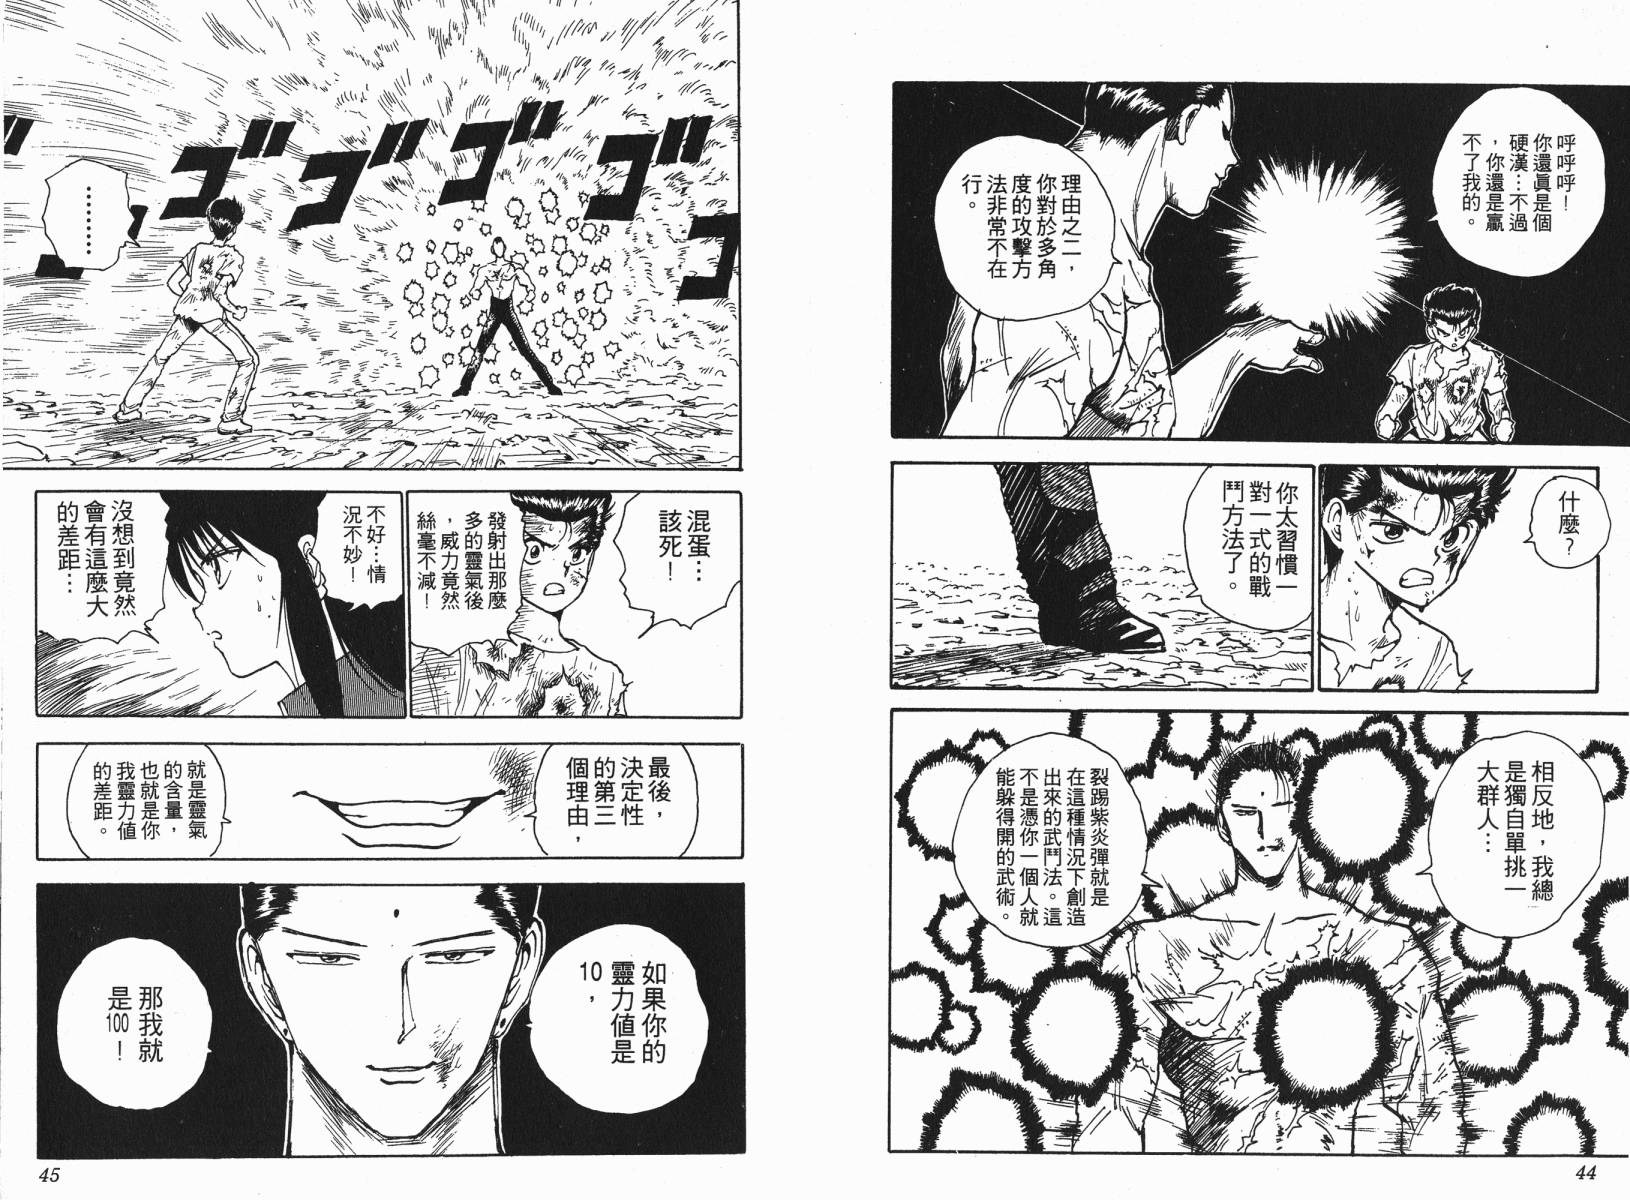 呼呼呼！
你還眞是個
硬漢…不過
，你還是贏
不了我的。
理由之二，
你對於多角
度的攻擊方
法非常不在
行。
什麼？
你太習慣一
對一式的戰
鬥方法了。
相反地，我總
是獨自單挑一
大群人…
裂踢紫炎彈就是
在這種情況下創造
出來的武鬥法。這
不是憑你一個人就
能躲得開的武術。
44
ゴゴゴゴゴゴ
………
混蛋…
該死！
發射出那麼
多的靈氣後
，威力竟然
絲毫不減！
不好…情
況不妙！
沒想到竟然
會有這麼大
的差距…
最後，
決定性
的第三
個理由，
就是靈氣
的含量，
也就是你
我靈力值
的差距。
如果你的
靈力值是
10，
那我就
是100！
45